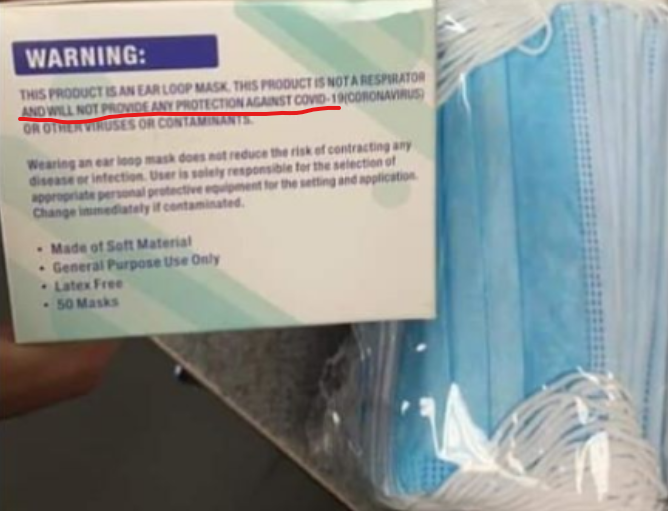 WARNING:
THIS PRODUCT IS AN EAR LOOP MASK. THIS PRODUCT IS NOT A RESPIRATOR
AND WILL NOT PROVIDE ANY PROTECTION AGAINST COVID-19(CORONAVIRUS)
OR OTHER VIRUSES OR CONTAMINANTS.
Wearing an ear loop mask does not reduce the risk of contracting any
disease or infection. User is solely responsible for the selection of
appropriate personal protective equipment for the setting and application.
Change immediately if contaminated.
• Made of Soft Material
• General Purpose Use Only
• Latex Free
• 50 Masks